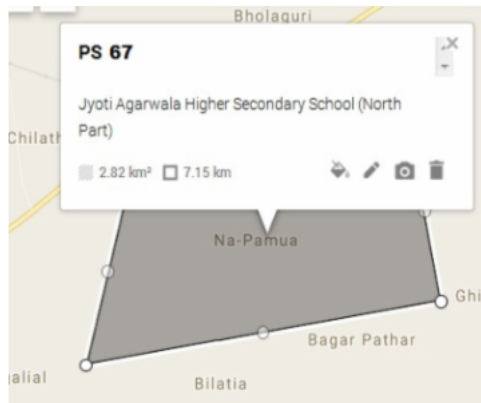 Bholaguri
PS 67
Jyoti Agarwala Higher Secondary School (North
Part)
Chilath
2.82 km² 7.15 km
Na-Pamua
Ghi
Bagar Pathar
alial
Bilatia